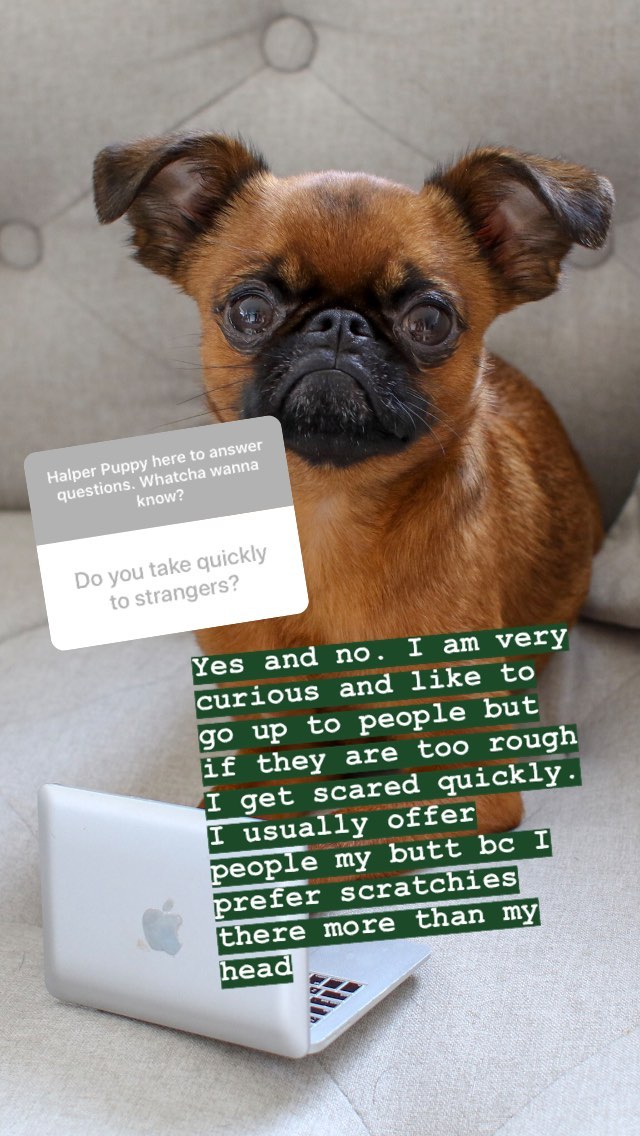 Halper Puppy here to answer
questions. Whatcha wanna
know?
Do you take quickly
to strangers?
Yes and no. I am very
curious and like to
go up to people but
if they are too rough
I get scared quickly.
I usually offer
people my butt bc I
prefer scratchies
there more than my
head